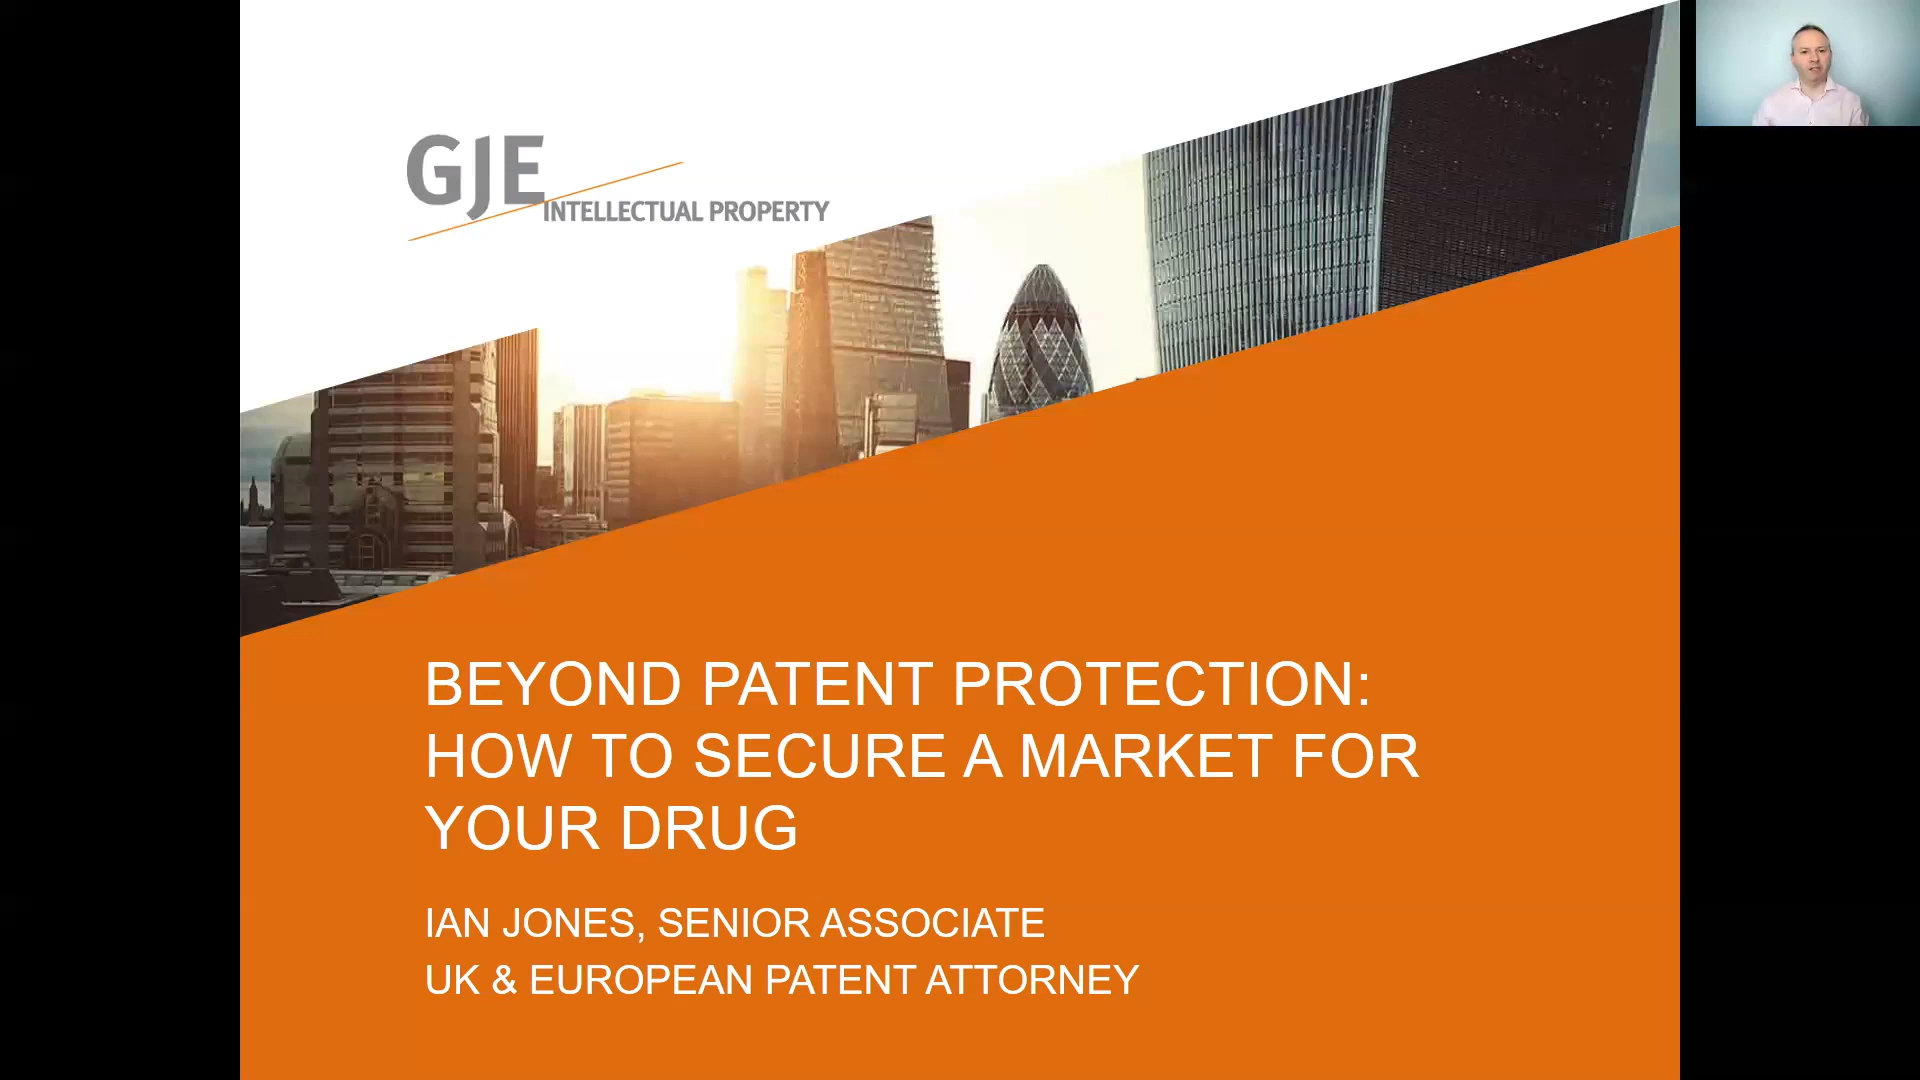 GJE
INTELLECTUAL PROPERTY
BEYOND PATENT PROTECTION:
HOW TO SECURE A MARKET FOR
YOUR DRUG
IAN JONES, SENIOR ASSOCIATE
UK & EUROPEAN PATENT ATTORNEY